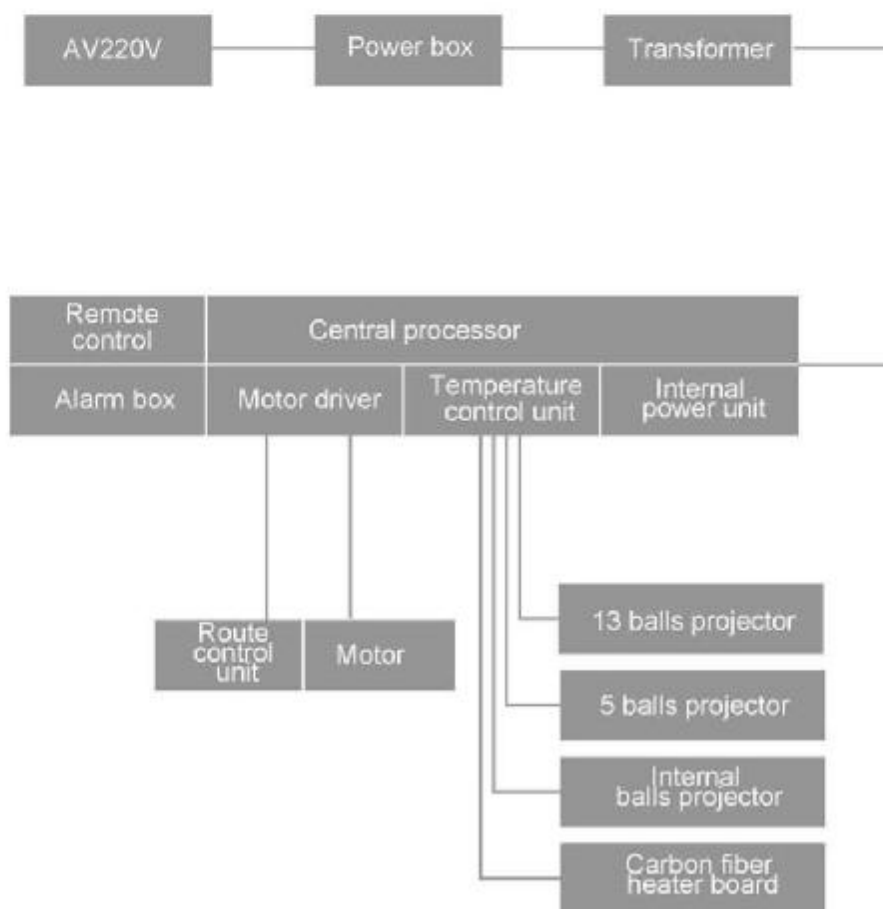 AV220V
Power box
Transformer
Remote
control
Central processor
Alarm box
Motor driver
Temperature
control unit
Internal
power unit
Route
control
unit
Motor
13 balls projector
5 balls projector
Internal
balls projector
Carbon fiber
heater board